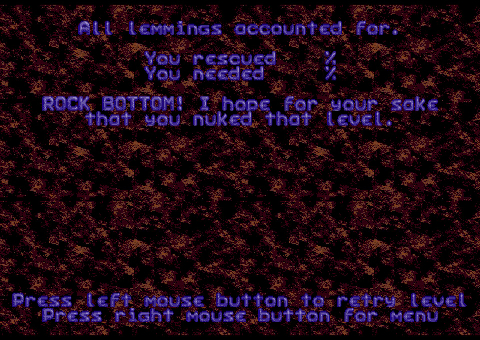 All lemmings accounted for.
You rescued %
You needed %
ROCK BOTTOM! I hope for your sake
that you nuked that level.
Press left mouse button to retry level
Press right mouse button for menu